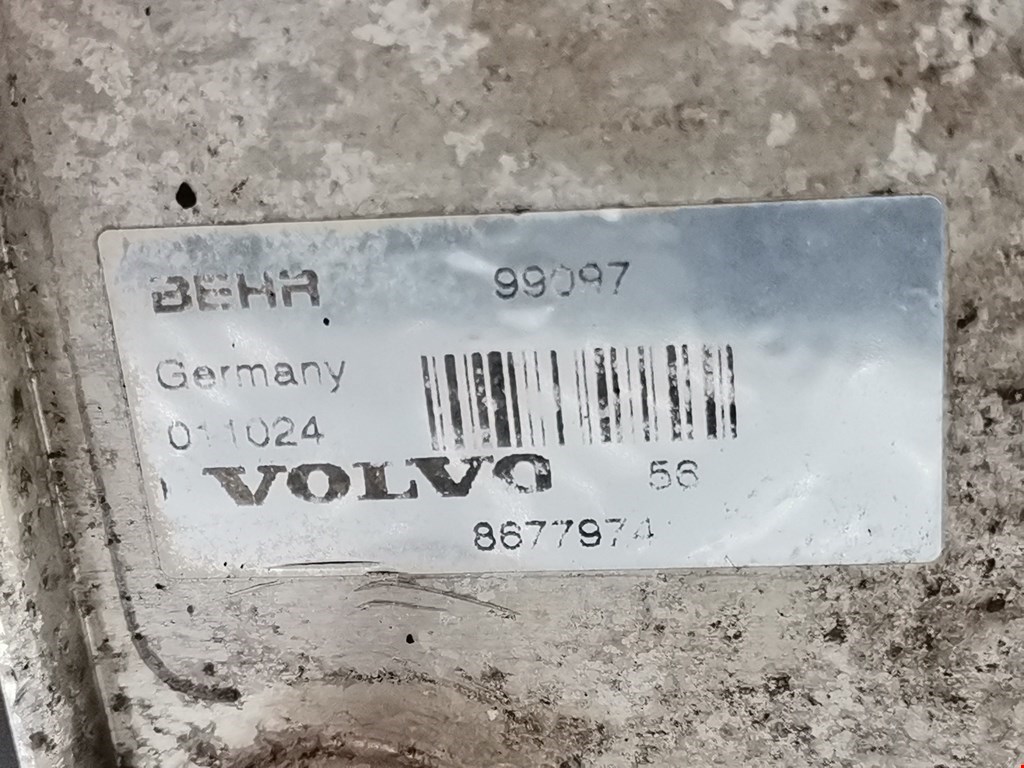 BEHR 99097
Germany
011024
VOLVO 56
8677974